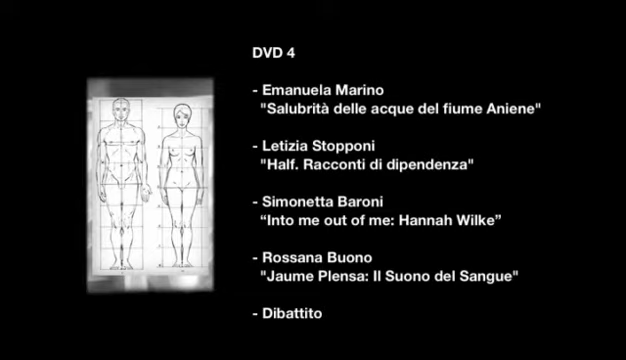 DVD 4
- Emanuela Marino
"Salubrità delle acque del fiume Aniene"
- Letizia Stopponi
"Half. Racconti di dipendenza"
- Simonetta Baroni
“Into me out of me: Hannah Wilke”
- Rossana Buono
"Jaume Plensa: Il Suono del Sangue"
- Dibattito